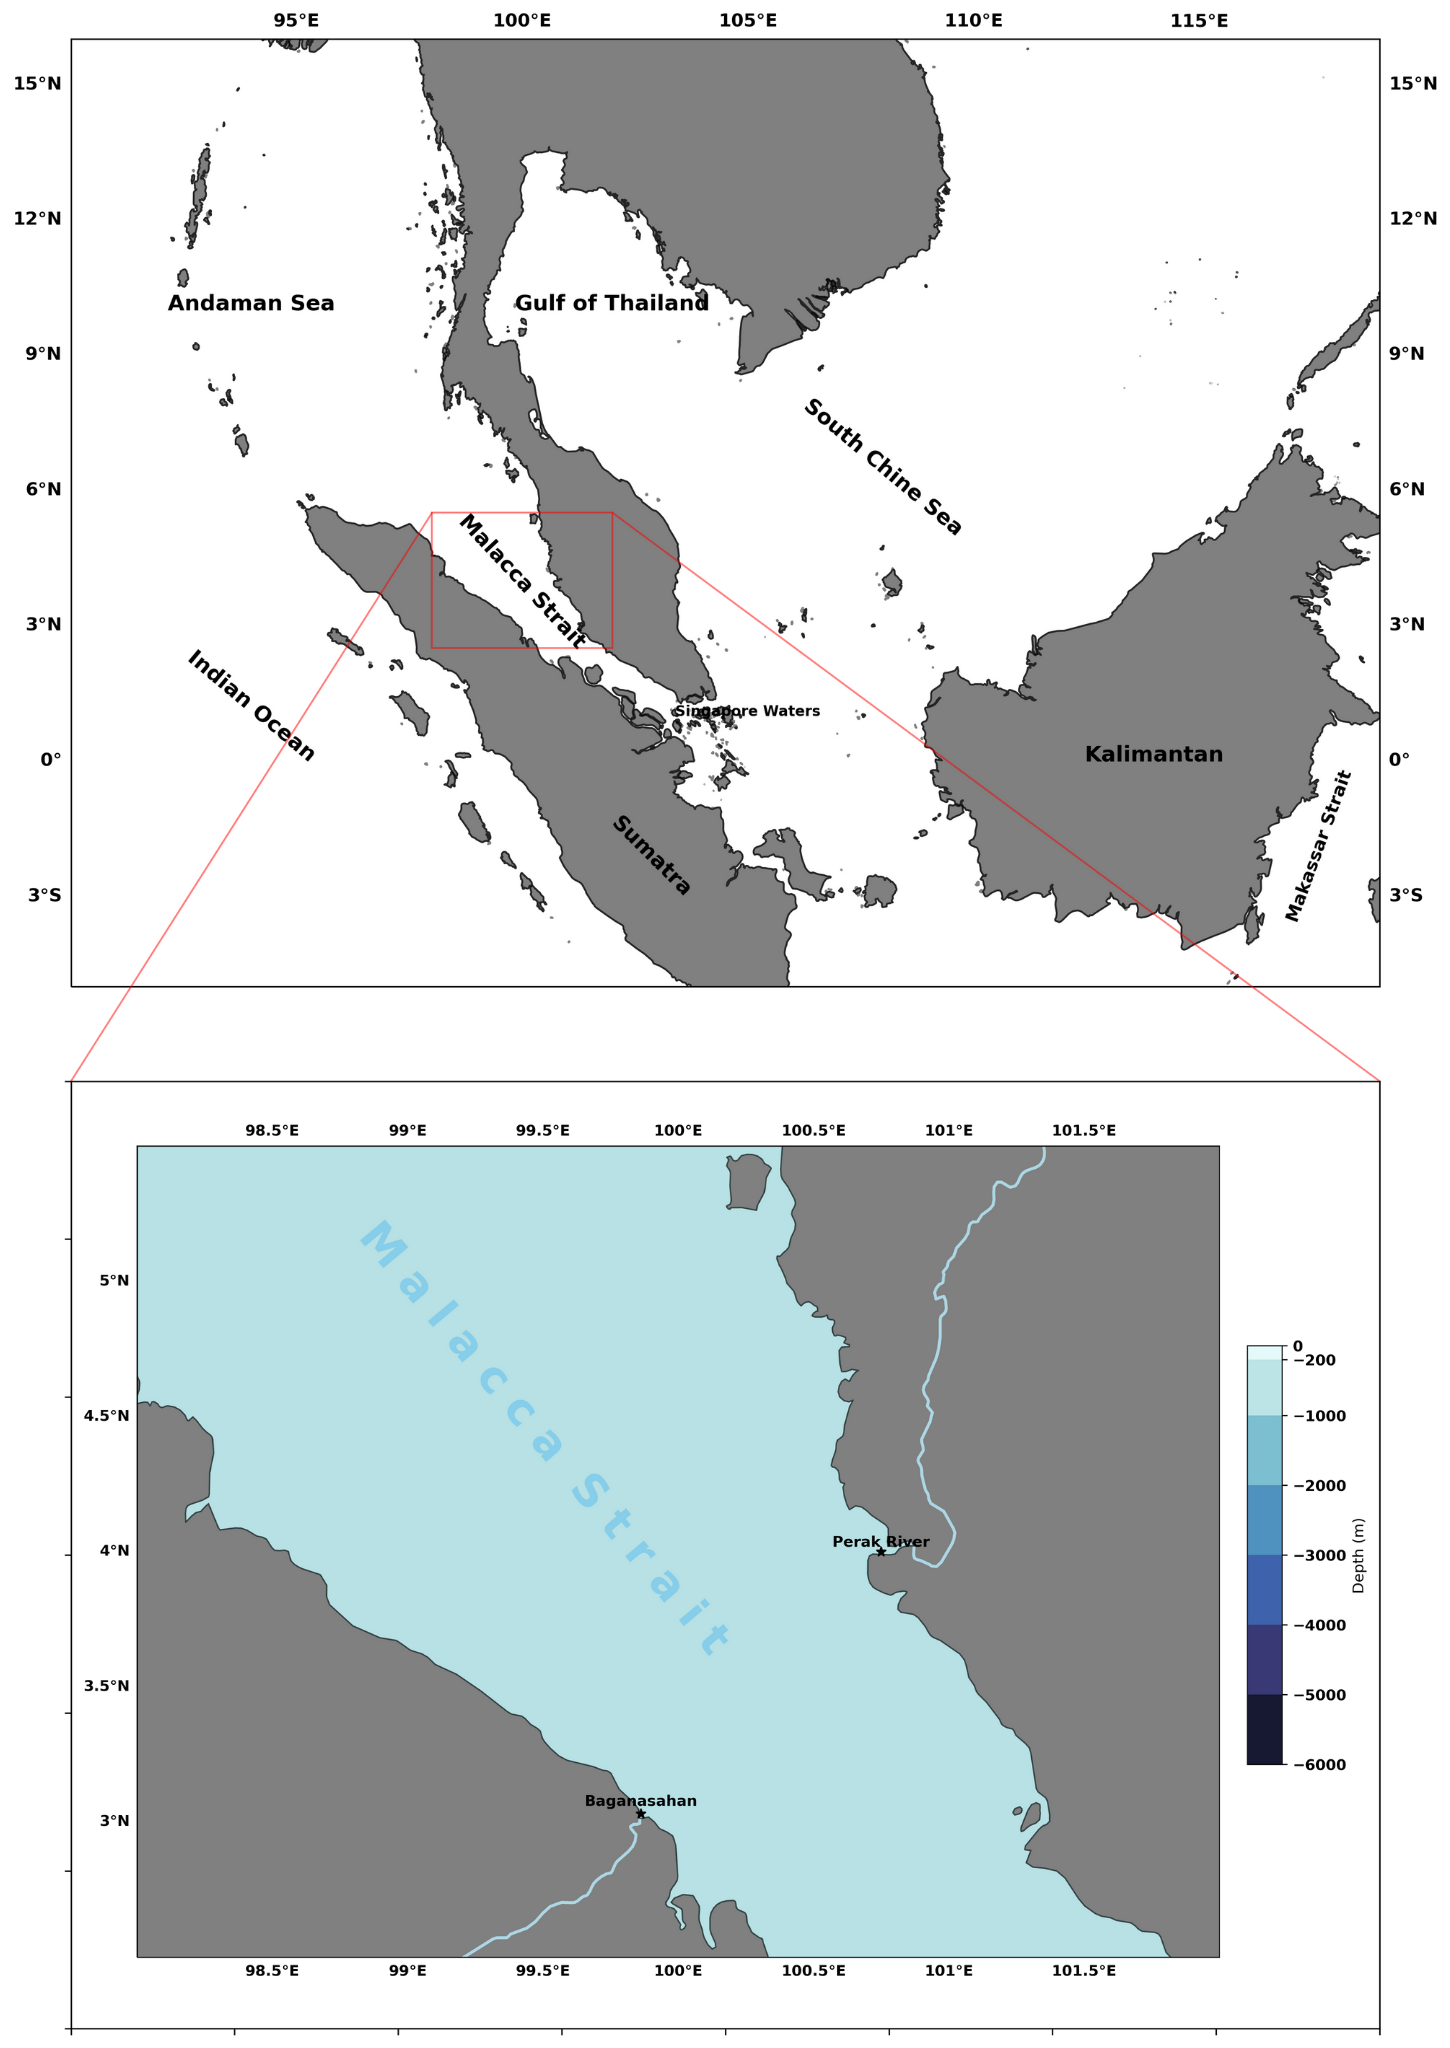 95°E 100°E 105°E 110°E 115°E
15°N 15°N
12°N 12°N
Andaman Sea Gulf of Thailand
9°N 9°N
South Chine Sea
6°N 6°N
Malacca Strait
3°N 3°N
Indian Ocean
Singapore Waters
0° Kalimantan 0°
Makassar Strait
Sumatra
3°S 3°S
98.5°E 99°E 99.5°E 100°E 100.5°E 101°E 101.5°E
Malacca Strait
5°N
0
−200
4.5°N −1000
−2000
4°N Perak River −3000
Depth (m)
−4000
3.5°N −5000
−6000
Baganasahan
3°N
98.5°E 99°E 99.5°E 100°E 100.5°E 101°E 101.5°E